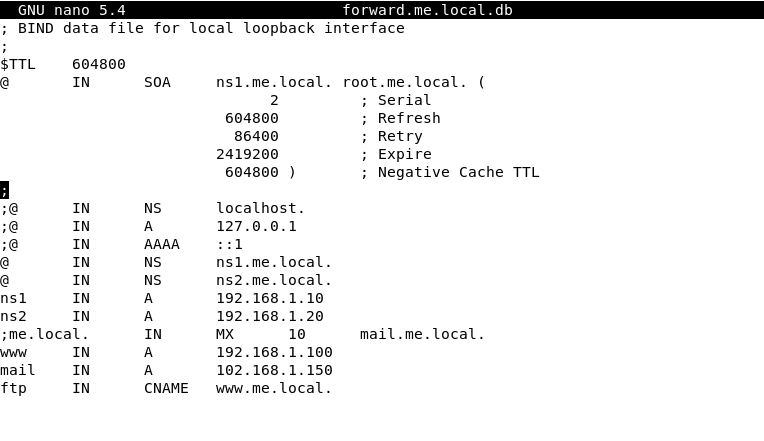 GNU nano 5.4 forward.me.local.db
; BIND data file for local loopback interface
;
$TTL 604800
@ IN SOA ns1.me.local. root.me.local. (
2 ; Serial
604800 ; Refresh
86400 ; Retry
2419200 ; Expire
604800 ) ; Negative Cache TTL
;
;@ IN NS localhost.
;@ IN A 127.0.0.1
;@ IN AAAA ::1
@ IN NS ns1.me.local.
@ IN NS ns2.me.local.
ns1 IN A 192.168.1.10
ns2 IN A 192.168.1.20
;me.local. IN MX 10 mail.me.local.
www IN A 192.168.1.100
mail IN A 102.168.1.150
ftp IN CNAME www.me.local.